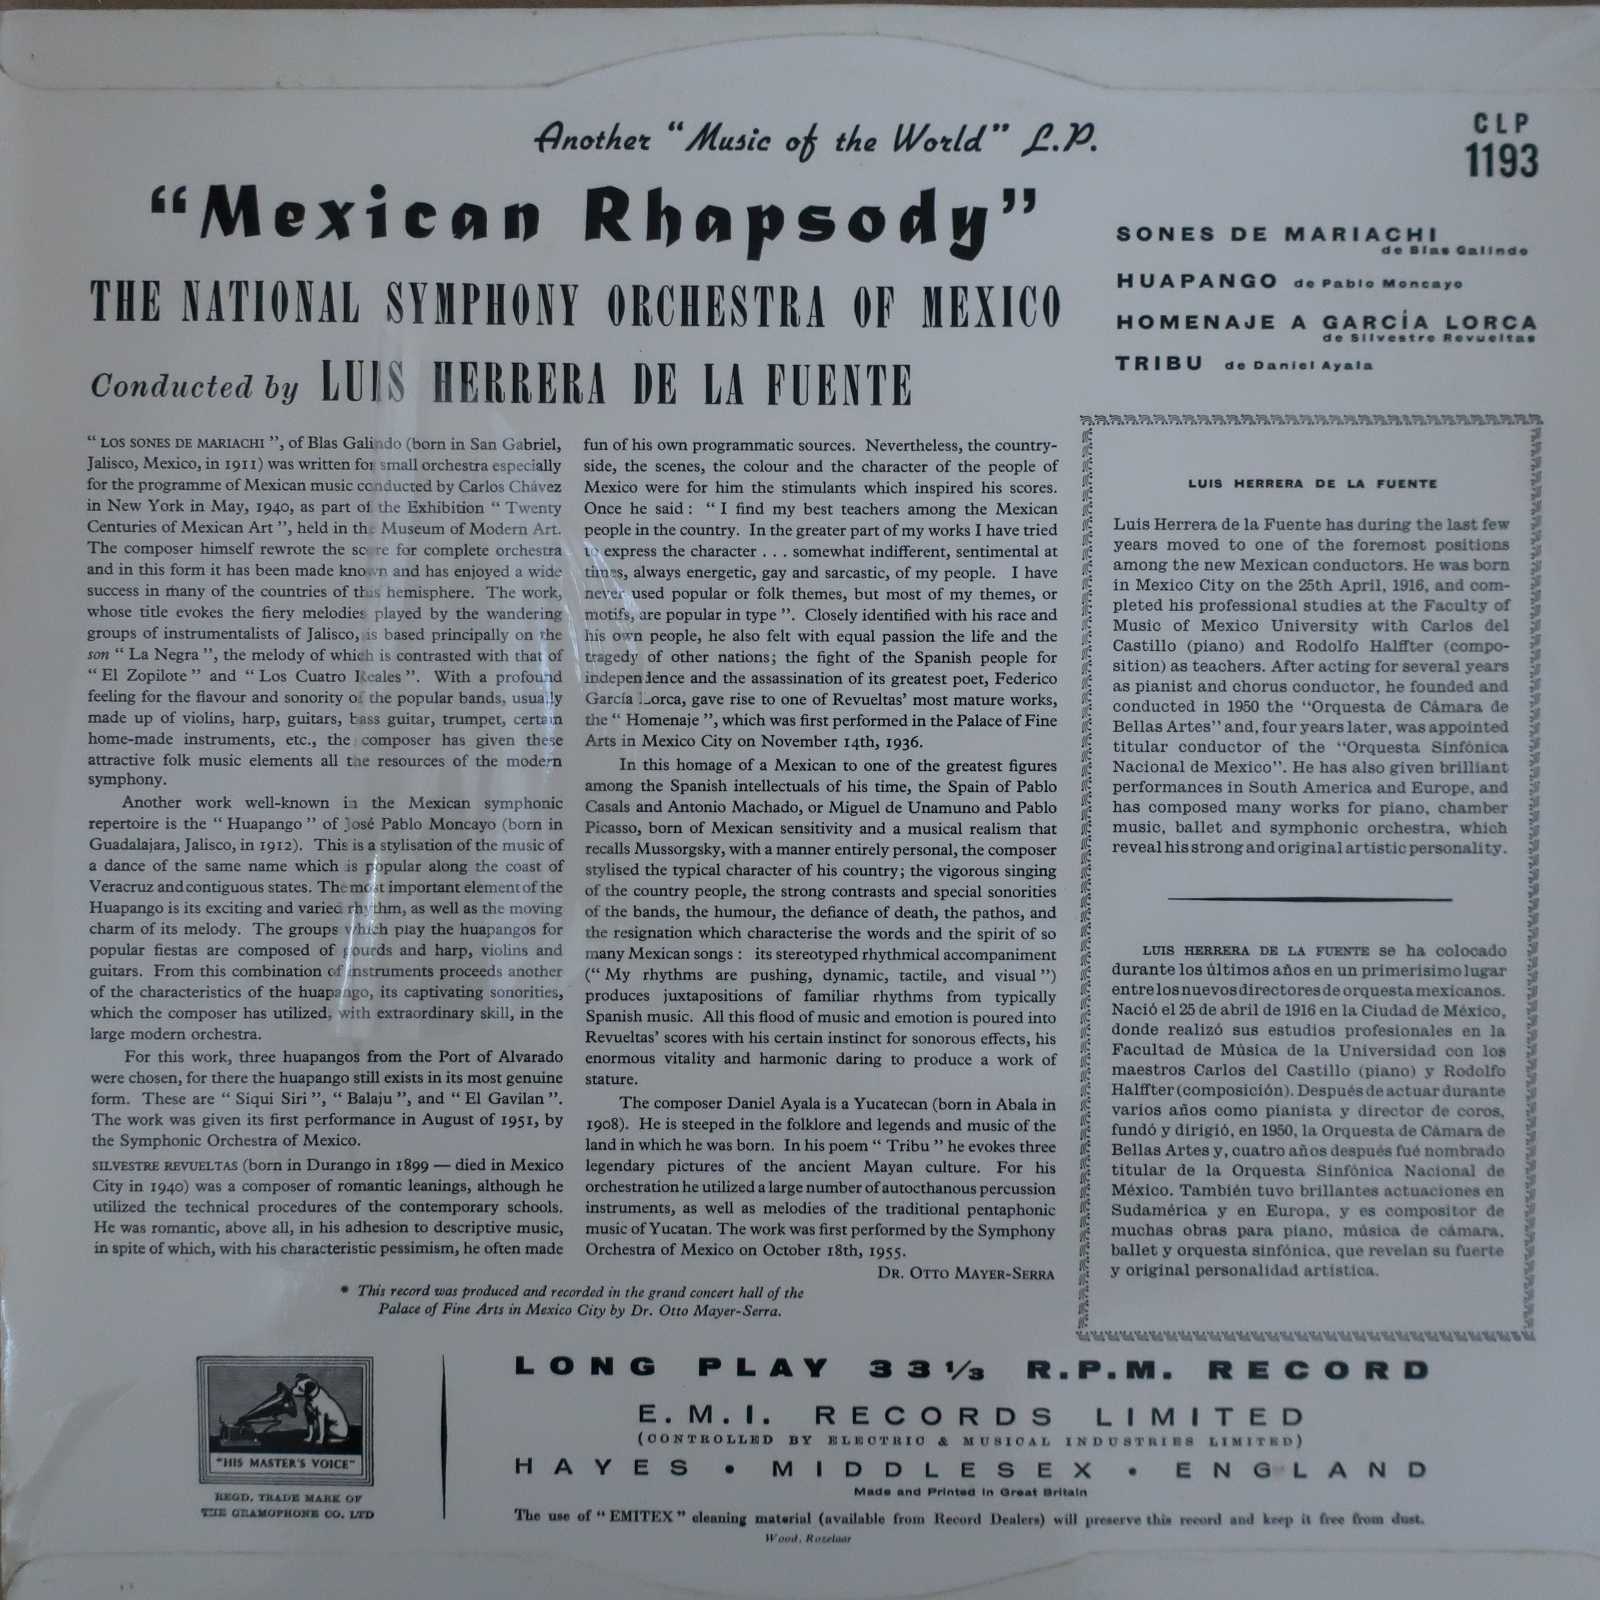 Another "Music of the World" L.P.
CLP
1193
"Mexican Rhapsody"
THE NATIONAL SYMPHONY ORCHESTRA OF MEXICO
Conducted by LUIS HERRERA DE LA FUENTE
SONES DE MARIACHI
de Blas Galindo
HUAPANGO de Pablo Moncayo
HOMENAJE A GARCÍA LORCA
de Silvestre Revueltas
TRIBU de Daniel Ayala
"LOS SONES DE MARIACHI", of Blas Galindo (born in San Gabriel,
Jalisco, Mexico, in 1911) was written for small orchestra especially
for the programme of Mexican music conducted by Carlos Chávez
in New York in May, 1940, as part of the Exhibition "Twenty
Centuries of Mexican Art", held in the Museum of Modern Art.
The composer himself rewrote the score for complete orchestra
and in this form it has been made known and has enjoyed a wide
success in many of the countries of this hemisphere. The work,
whose title evokes the fiery melodies played by the wandering
groups of instrumentalists of Jalisco, is based principally on the
son "La Negra", the melody of which is contrasted with that of
"El Zopilote" and "Los Cuatro Reales". With a profound
feeling for the flavour and sonority of the popular bands, usually
made up of violins, harp, guitars, bass guitar, trumpet, certain
home-made instruments, etc., the composer has given these
attractive folk music elements all the resources of the modern
symphony.
Another work well-known in the Mexican symphonic
repertoire is the "Huapango" of José Pablo Moncayo (born in
Guadalajara, Jalisco, in 1912). This is a stylisation of the music of
a dance of the same name which is popular along the coast of
Veracruz and contiguous states. The most important element of the
Huapango is its exciting and varied rhythm, as well as the moving
charm of its melody. The groups which play the huapangos for
popular fiestas are composed of gourds and harp, violins and
guitars. From this combination of instruments proceeds another
of the characteristics of the huapango, its captivating sonorities,
which the composer has utilized, with extraordinary skill, in the
large modern orchestra.
For this work, three huapangos from the Port of Alvarado
were chosen, for there the huapango still exists in its most genuine
form. These are "Siqui Siri", "Balaju", and "El Gavilan".
The work was given its first performance in August of 1951, by
the Symphonic Orchestra of Mexico.
SILVESTRE REVUELTAS (born in Durango in 1899 — died in Mexico
City in 1940) was a composer of romantic leanings, although he
utilized the technical procedures of the contemporary schools.
He was romantic, above all, in his adhesion to descriptive music,
in spite of which, with his characteristic pessimism, he often made
fun of his own programmatic sources. Nevertheless, the country-
side, the scenes, the colour and the character of the people of
Mexico were for him the stimulants which inspired his scores.
Once he said: "I find my best teachers among the Mexican
people in the country. In the greater part of my works I have tried
to express the character . . . somewhat indifferent, sentimental at
times, always energetic, gay and sarcastic, of my people. I have
never used popular or folk themes, but most of my themes, or
motifs, are popular in type". Closely identified with his race and
his own people, he also felt with equal passion the life and the
tragedy of other nations; the fight of the Spanish people for
independence and the assassination of its greatest poet, Federico
García Lorca, gave rise to one of Revueltas' most mature works,
the "Homenaje", which was first performed in the Palace of Fine
Arts in Mexico City on November 14th, 1936.
In this homage of a Mexican to one of the greatest figures
among the Spanish intellectuals of his time, the Spain of Pablo
Casals and Antonio Machado, or Miguel de Unamuno and Pablo
Picasso, born of Mexican sensitivity and a musical realism that
recalls Mussorgsky, with a manner entirely personal, the composer
stylised the typical character of his country; the vigorous singing
of the country people, the strong contrasts and special sonorities
of the bands, the humour, the defiance of death, the pathos, and
the resignation which characterise the words and the spirit of so
many Mexican songs: its stereotyped rhythmical accompaniment
("My rhythms are pushing, dynamic, tactile, and visual")
produces juxtapositions of familiar rhythms from typically
Spanish music. All this flood of music and emotion is poured into
Revueltas' scores with his certain instinct for sonorous effects, his
enormous vitality and harmonic daring to produce a work of
stature.
The composer Daniel Ayala is a Yucatecan (born in Abala in
1908). He is steeped in the folklore and legends and music of the
land in which he was born. In his poem "Tribu" he evokes three
legendary pictures of the ancient Mayan culture. For his
orchestration he utilized a large number of autocthanous percussion
instruments, as well as melodies of the traditional pentaphonic
music of Yucatan. The work was first performed by the Symphony
Orchestra of Mexico on October 18th, 1955.
DR. OTTO MAYER-SERRA
* This record was produced and recorded in the grand concert hall of the
Palace of Fine Arts in Mexico City by Dr. Otto Mayer-Serra.
LUIS HERRERA DE LA FUENTE
Luis Herrera de la Fuente has during the last few
years moved to one of the foremost positions
among the new Mexican conductors. He was born
in Mexico City on the 25th April, 1916, and com-
pleted his professional studies at the Faculty of
Music of Mexico University with Carlos del
Castillo (piano) and Rodolfo Halffter (compo-
sition) as teachers. After acting for several years
as pianist and chorus conductor, he founded and
conducted in 1950 the "Orquesta de Cámara de
Bellas Artes" and, four years later, was appointed
titular conductor of the "Orquesta Sinfónica
Nacional de Mexico". He has also given brilliant
performances in South America and Europe, and
has composed many works for piano, chamber
music, ballet and symphonic orchestra, which
reveal his strong and original artistic personality.
LUIS HERRERA DE LA FUENTE se ha colocado
durante los últimos años en un primerisimo lugar
entre los nuevos directores de orquesta mexicanos.
Nació el 25 de abril de 1916 en la Ciudad de México,
donde realizó sus estudios profesionales en la
Facultad de Mùsica de la Universidad con los
maestros Carlos del Castillo (piano) y Rodolfo
Halffter (composición). Después de actuar durante
varios años como pianista y director de coros,
fundó y dirigió, en 1950, la Orquesta de Cámara de
Bellas Artes y, cuatro años después fué nombrado
titular de la Orquesta Sinfónica Nacional de
México. También tuvo brillantes actuaciones en
Sudamérica y en Europa, y es compositor de
muchas obras para piano, música de cámara,
ballet y orquesta sinfónica, que revelan su fuerte
y original personalidad artistica.
"HIS MASTER'S VOICE"
REGD. TRADE MARK OF
THE GRAMOPHONE CO. LTD
LONG PLAY 33⅓ R.P.M. RECORD
E.M.I. RECORDS LIMITED
(CONTROLLED BY ELECTRIC & MUSICAL INDUSTRIES LIMITED)
HAYES • MIDDLESEX • ENGLAND
Made and Printed in Great Britain
The use of "EMITEX" cleaning material (available from Record Dealers) will preserve this record and keep it free from dust.
Wood, Rozelaar